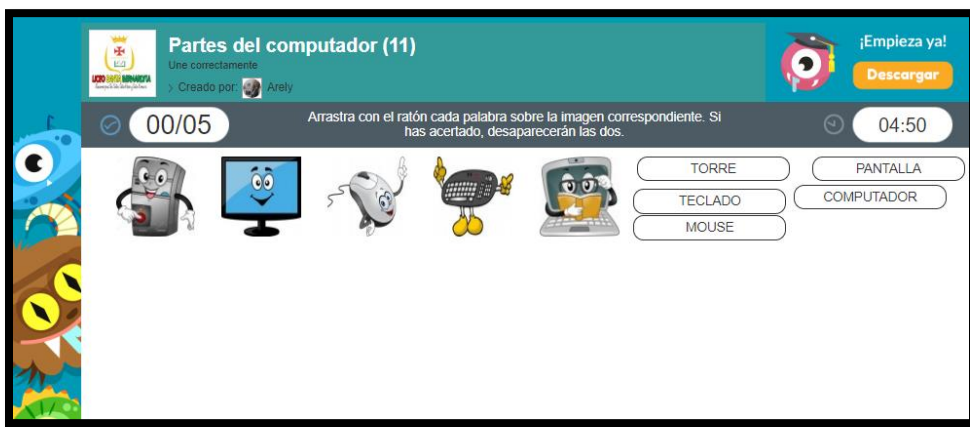 Partes del computador (11)
Une correctamente
> Creado por: Arely
¡Empieza ya!
Descargar
00/05
Arrastra con el ratón cada palabra sobre la imagen correspondiente. Si
has acertado, desaparecerán las dos.
04:50
TORRE
PANTALLA
TECLADO
COMPUTADOR
MOUSE